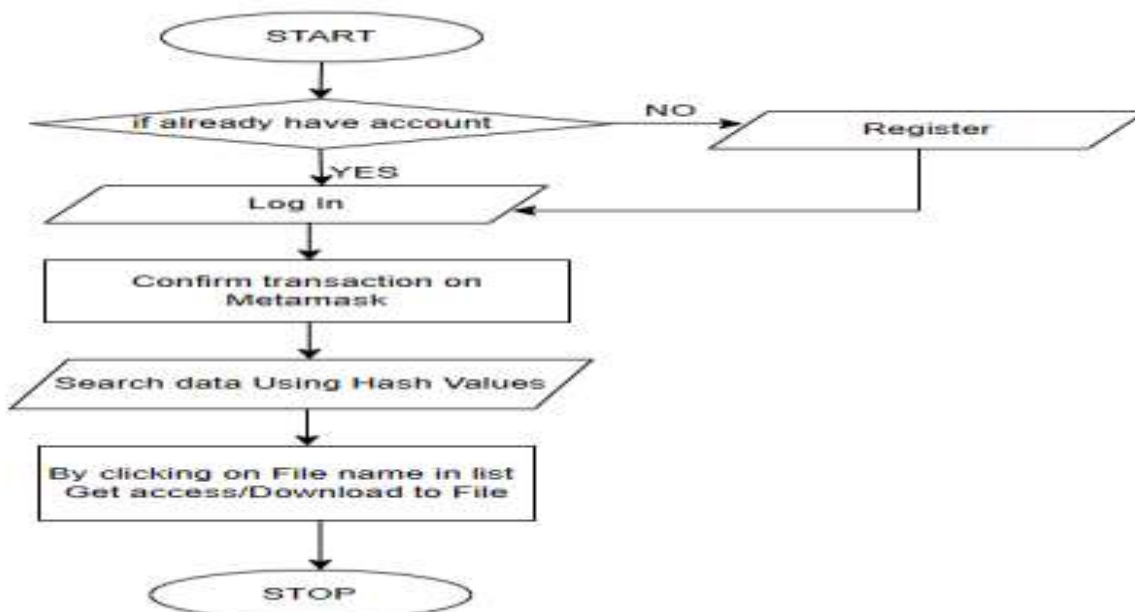 START
if already have account
NO
Register
YES
Log In
Confirm transaction on
Metamask
Search data Using Hash Values
By clicking on File name in list
Get access/Download to File
STOP